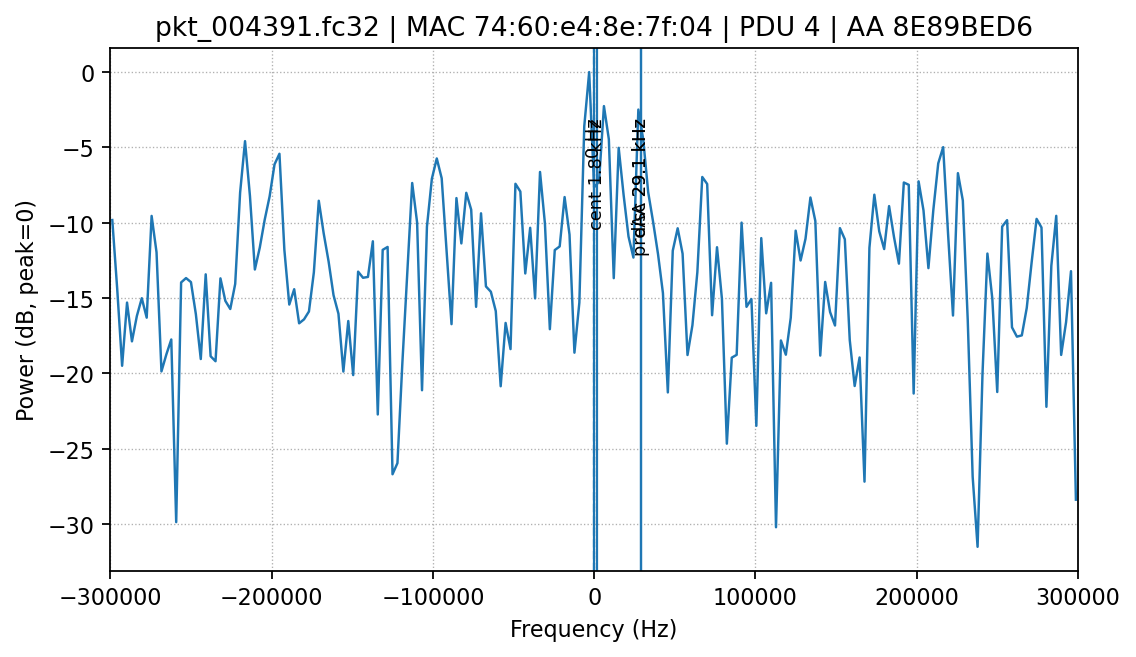 pkt_004391.fc32 | MAC 74:60:e4:8e:7f:04 | PDU 4 | AA 8E89BED6
Power (dB, peak=0)
0
−5
−10
−15
−20
−25
−30
cent 1.8 kHz
29.1 kHz
−300000
−200000
−100000
0
100000
200000
300000
Frequency (Hz)